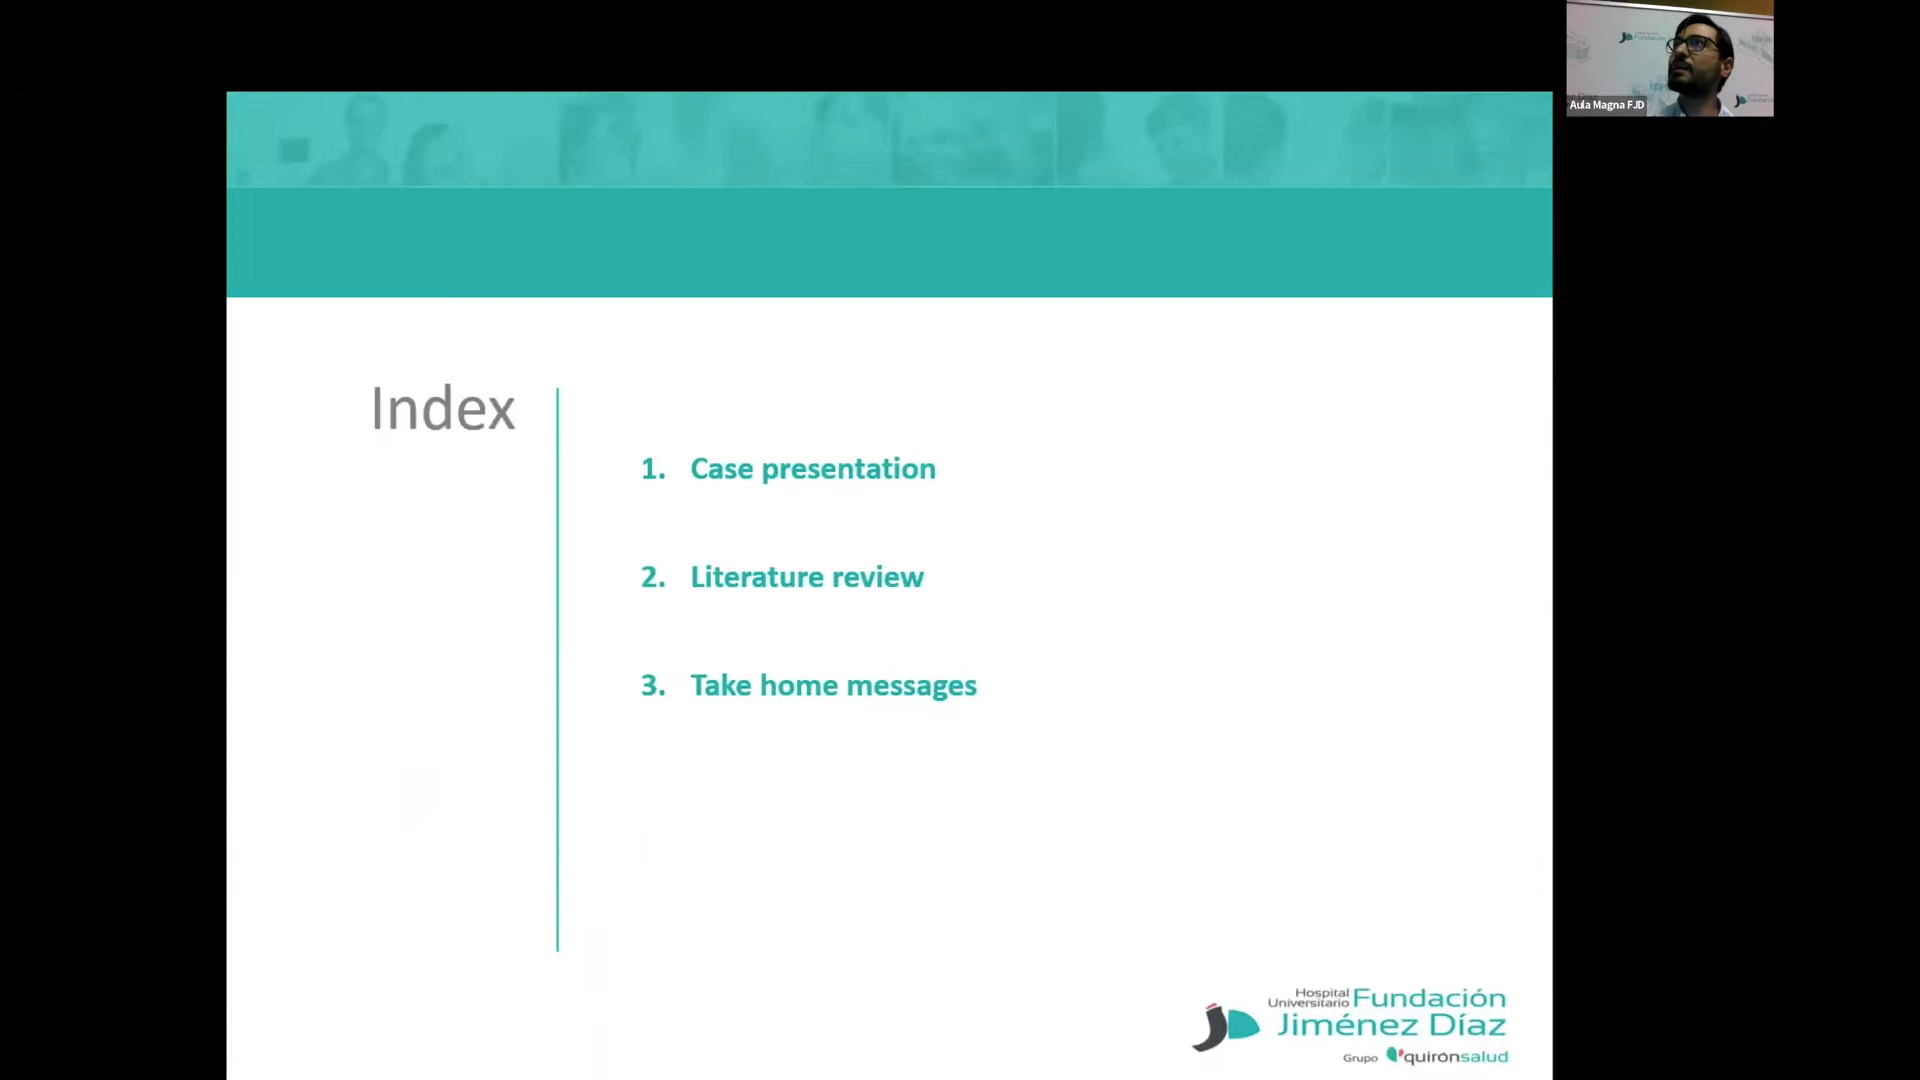 Aula Magna FJD
Index
1. Case presentation
2. Literature review
3. Take home messages
Hospital
Universitario Fundación
Jiménez Díaz
Grupo quirónsalud